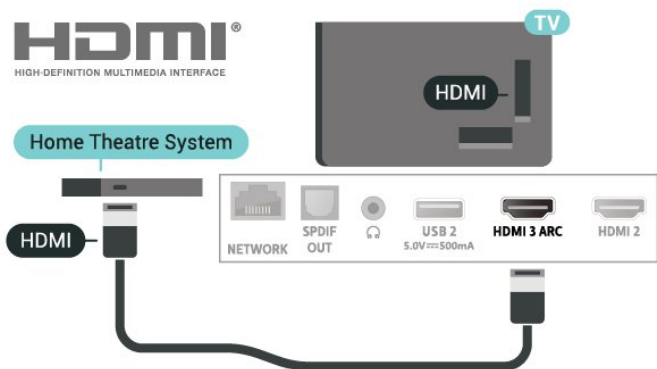 HDMI®
HIGH-DEFINITION MULTIMEDIA INTERFACE
TV
HDMI
Home Theatre System
HDMI
NETWORK
SPDIF
OUT
USB 2
5.0V⎓500mA
HDMI 3 ARC
HDMI 2